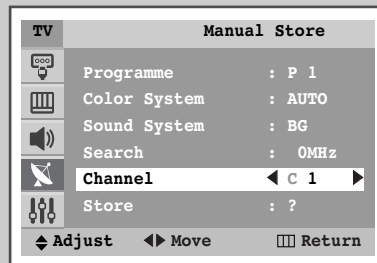 TV Manual Store
Programme : P 1
Color System : AUTO
Sound System : BG
Search : 0MHz
Channel C 1
Store : ?
Adjust Move Return